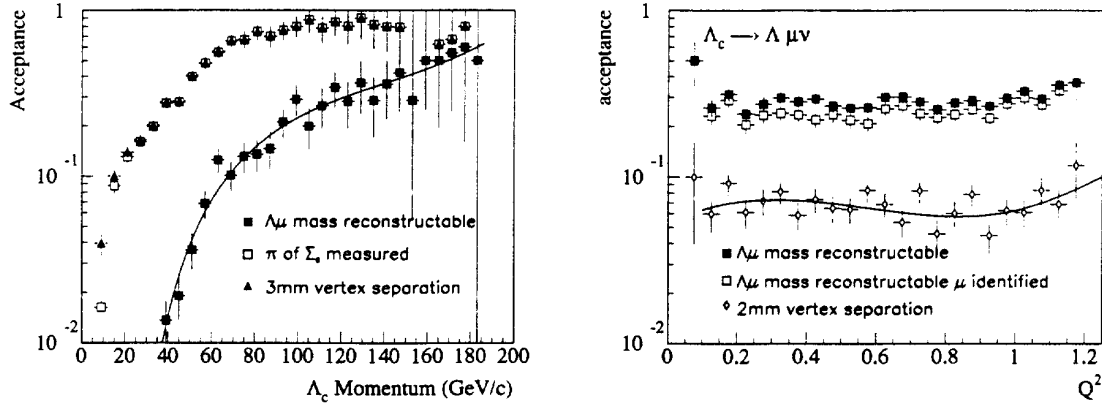 Acceptance
1
10⁻¹
10⁻²
■ Λμ mass reconstructable
□ π of Σc measured
▲ 3mm vertex separation
0 20 40 60 80 100 120 140 160 180 200
Λc Momentum (GeV/c)
acceptance
1
10⁻¹
10⁻²
Λc → Λ μν
■ Λμ mass reconstructable
□ Λμ mass reconstructable μ identified
◇ 2mm vertex separation
0 0.2 0.4 0.6 0.8 1 1.2
Q²